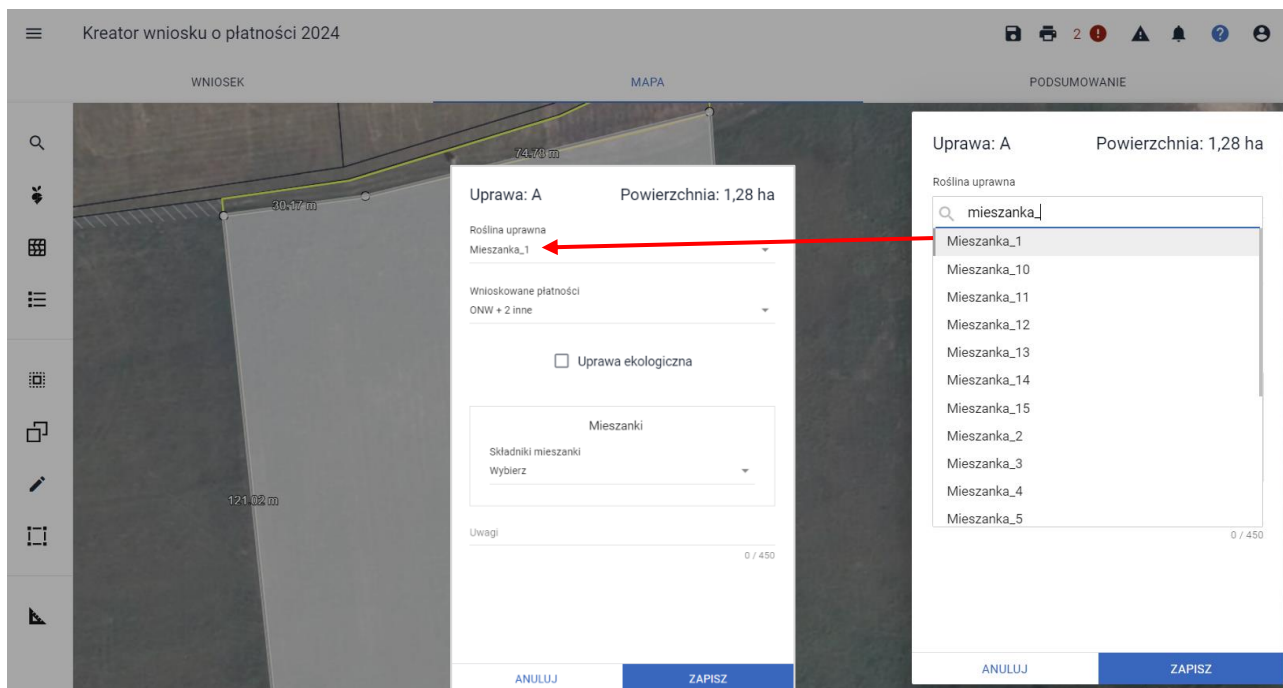 Kreator wniosku o płatności 2024
2
WNIOSEK
MAPA
PODSUMOWANIE
74.78 m
30.17 m
121.02 m
Uprawa: A
Powierzchnia: 1,28 ha
Roślina uprawna
Mieszanka_1
Wnioskowane płatności
ONW + 2 inne
Uprawa ekologiczna
Mieszanki
Składniki mieszanki
Wybierz
Uwagi
0 / 450
ANULUJ
ZAPISZ
Uprawa: A
Powierzchnia: 1,28 ha
Roślina uprawna
mieszanka_
Mieszanka_1
Mieszanka_10
Mieszanka_11
Mieszanka_12
Mieszanka_13
Mieszanka_14
Mieszanka_15
Mieszanka_2
Mieszanka_3
Mieszanka_4
Mieszanka_5
0 / 450
ANULUJ
ZAPISZ